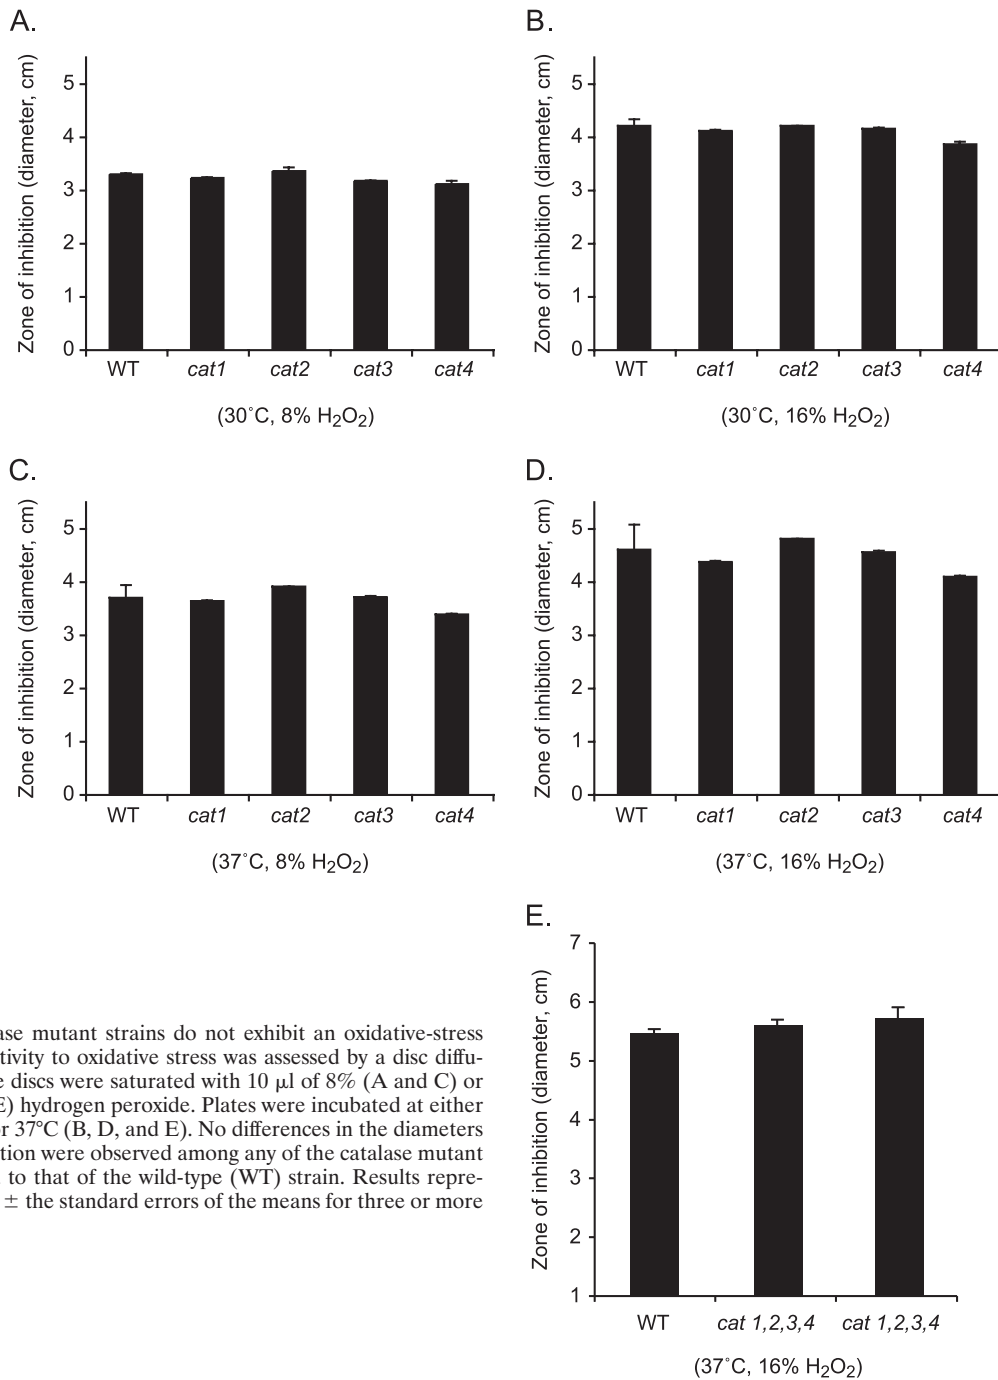 A.
Zone of inhibition (diameter, cm)
5
4
3
2
1
0
WT cat1 cat2 cat3 cat4
(30°C, 8% H2O2)
B.
Zone of inhibition (diameter, cm)
5
4
3
2
1
0
WT cat1 cat2 cat3 cat4
(30°C, 16% H2O2)
C.
Zone of inhibition (diameter, cm)
5
4
3
2
1
0
WT cat1 cat2 cat3 cat4
(37°C, 8% H2O2)
D.
Zone of inhibition (diameter, cm)
5
4
3
2
1
0
WT cat1 cat2 cat3 cat4
(37°C, 16% H2O2)
E.
Zone of inhibition (diameter, cm)
7
6
5
4
3
2
1
WT cat 1,2,3,4 cat 1,2,3,4
(37°C, 16% H2O2)
ase mutant strains do not exhibit an oxidative-stress
tivity to oxidative stress was assessed by a disc diffu-
e discs were saturated with 10 μl of 8% (A and C) or
E) hydrogen peroxide. Plates were incubated at either
or 37°C (B, D, and E). No differences in the diameters
tion were observed among any of the catalase mutant
to that of the wild-type (WT) strain. Results repre-
± the standard errors of the means for three or more